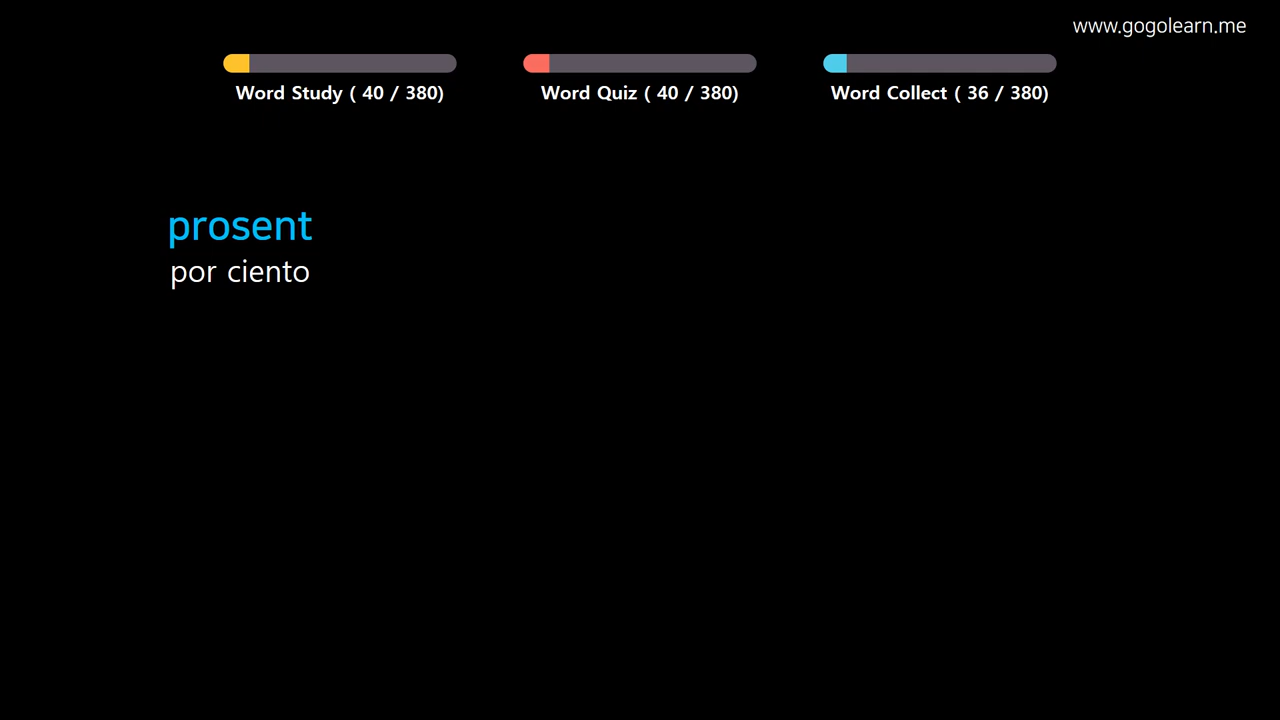 www.gogolearn.me
Word Study ( 40 / 380)
Word Quiz ( 40 / 380)
Word Collect ( 36 / 380)
prosent
por ciento